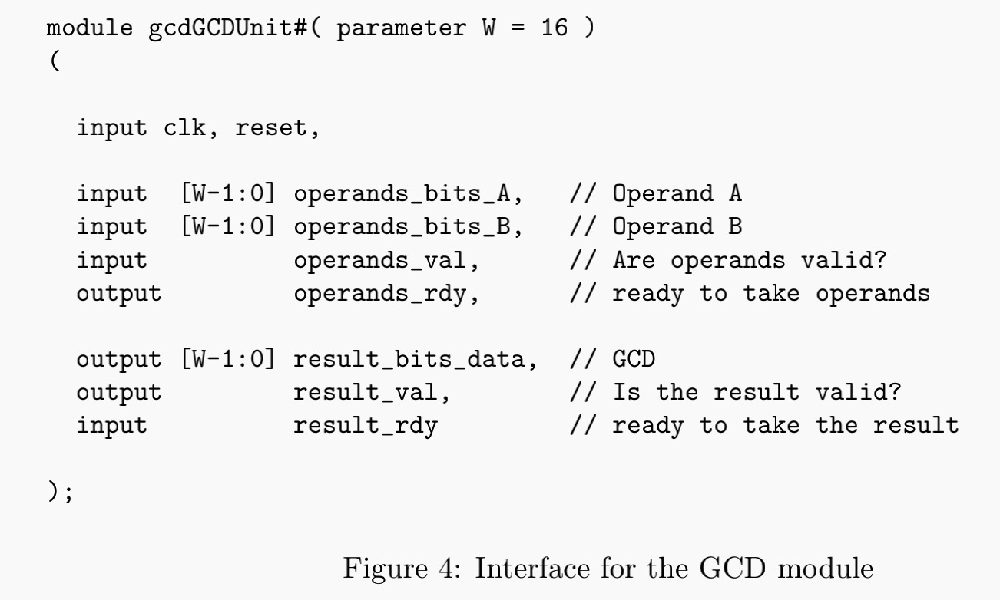 module gcdGCDUnit#( parameter W = 16 )
(
input clk, reset,
input [W-1:0] operands_bits_A, // Operand A
input [W-1:0] operands_bits_B, // Operand B
input operands_val, // Are operands valid?
output operands_rdy, // ready to take operands
output [W-1:0] result_bits_data, // GCD
output result_val, // Is the result valid?
input result_rdy // ready to take the result
);
Figure 4: Interface for the GCD module